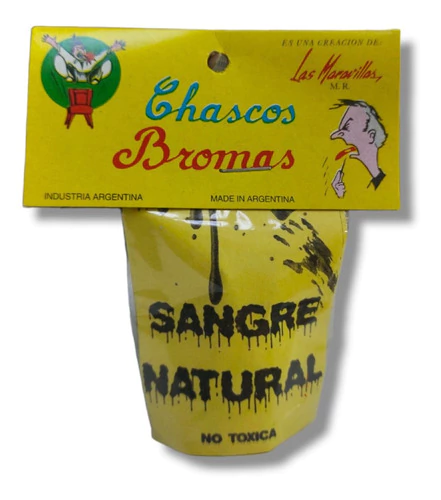 ES UNA CREACION DE:
Las Maravillas,
M.R.
Chascos
Bromas
INDUSTRIA ARGENTINA
MADE IN ARGENTINA
SANGRE
NATURAL
NO TOXICA